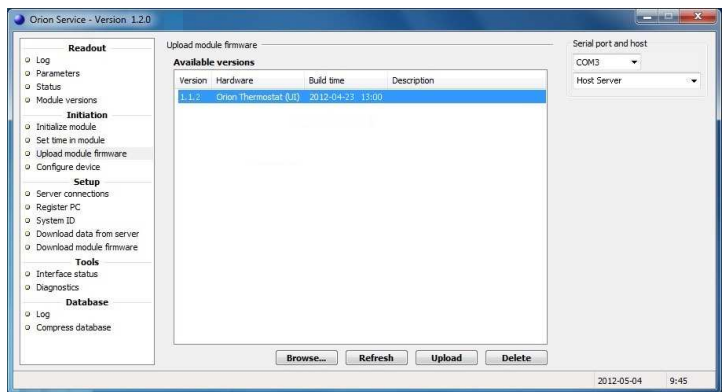 Orion Service - Version 1.2.0
Readout
Log
Parameters
Status
Module versions
Initiation
Initialize module
Set time in module
Upload module firmware
Configure device
Setup
Server connections
Register PC
System ID
Download data from server
Download module firmware
Tools
Interface status
Diagnostics
Database
Log
Compress database
Upload module firmware
Available versions
Version Hardware Build time Description
1.1.2 Orion Thermostat (UI) 2012-04-23 13:00
Browse... Refresh Upload Delete
Serial port and host
COM3
Host Server
2012-05-04 9:45